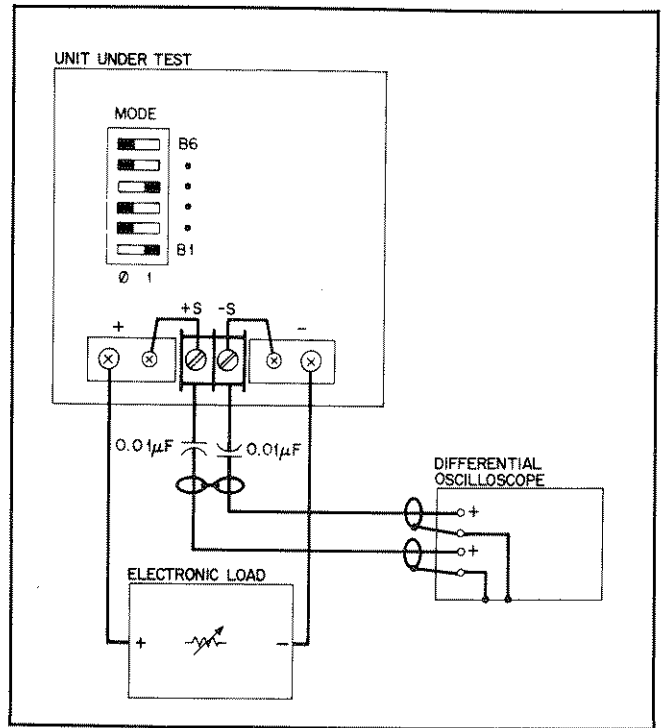 UNIT UNDER TEST
MODE
B6
B1
Ø 1
+ +S -S -
0.01µF 0.01µF
DIFFERENTIAL
OSCILLOSCOPE
+
+
ELECTRONIC LOAD
+ -